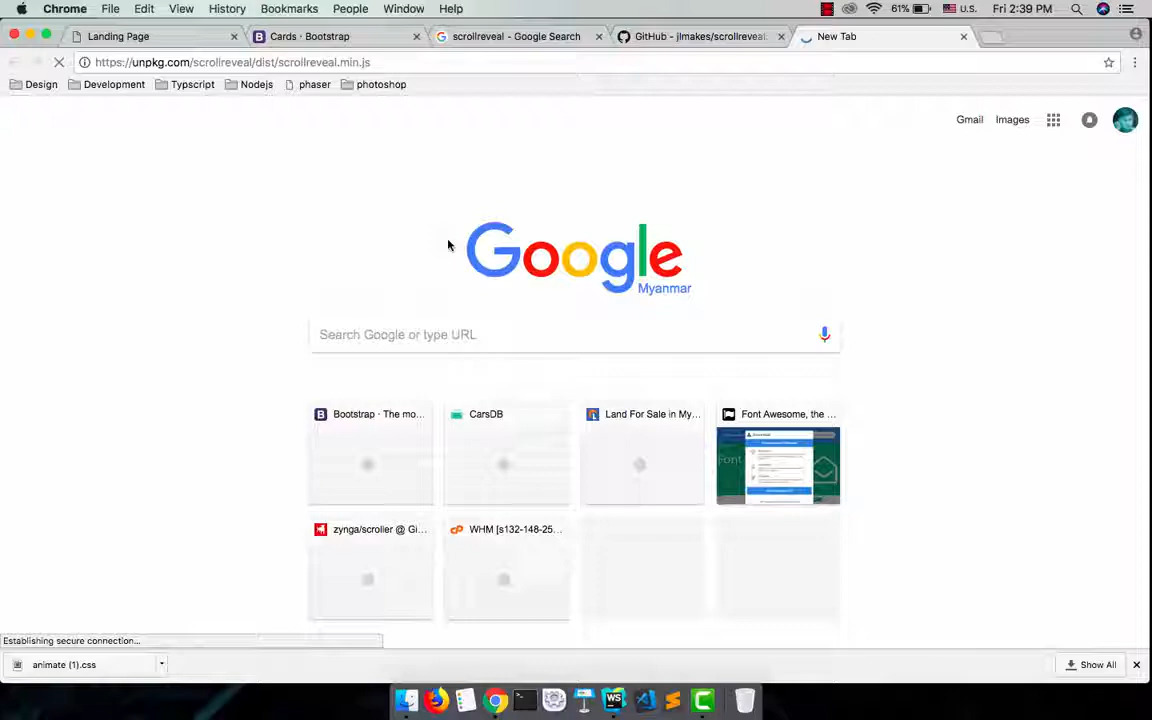 Chrome File Edit View History Bookmarks People Window Help 61% U.S. Fri 2:39 PM
Landing Page Cards · Bootstrap scrollreveal - Google Search GitHub - jlmakes/scrollreveal: New Tab
https://unpkg.com/scrollreveal/dist/scrollreveal.min.js
Design Development Typscript Nodejs phaser photoshop
Gmail Images
Google
Myanmar
Search Google or type URL
Bootstrap · The mo... CarsDB Land For Sale in My... Font Awesome, the ...
Font
zynga/scroller @ Gi... WHM [s132-148-25...
Establishing secure connection...
animate (1).css Show All
WS